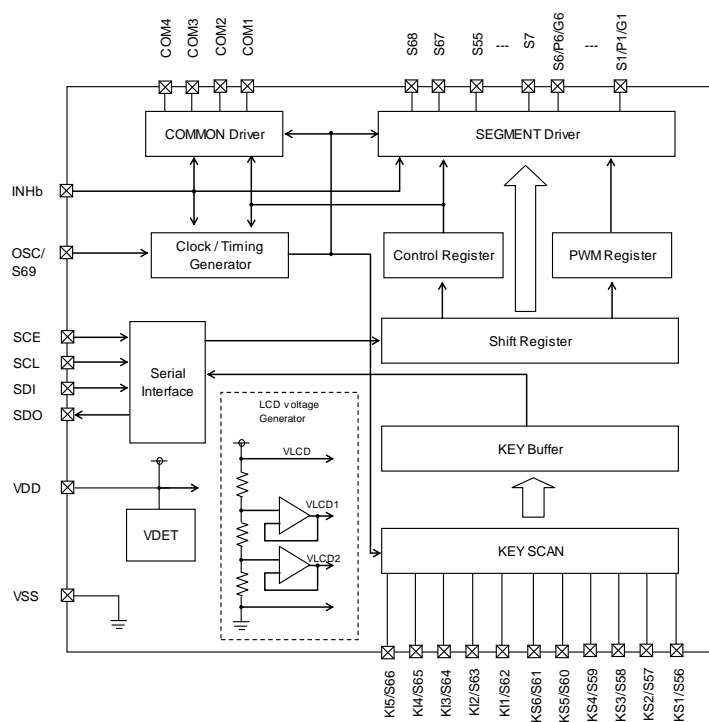 COM4
COM3
COM2
COM1
S68
S67
S55
---
S7
S6/P6/G6
---
S1/P1/G1
COMMON Driver
SEGMENT Driver
INHb
OSC/
S69
Clock / Timing
Generator
Control Register
PWM Register
SCE
SCL
SDI
SDO
Serial
Interface
Shift Register
LCD voltage
Generator
VLCD
VLCD1
VLCD2
KEY Buffer
VDD
VDET
KEY SCAN
VSS
KI5/S66
KI4/S65
KI3/S64
KI2/S63
KI1/S62
KS6/S61
KS5/S60
KS4/S59
KS3/S58
KS2/S57
KS1/S56